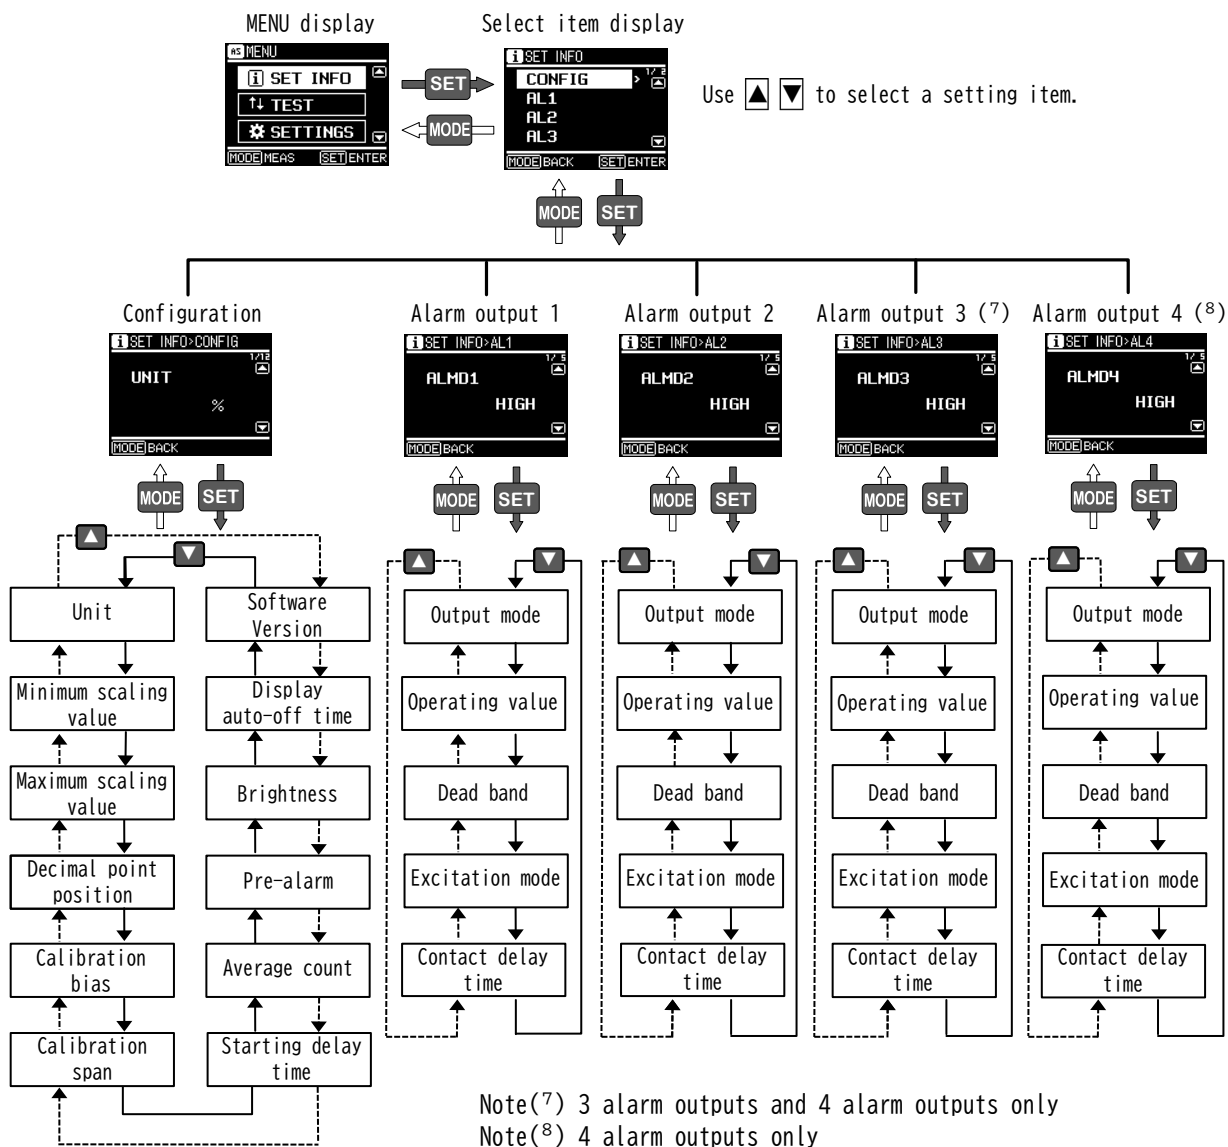 MENU display
Select item display
AS MENU
i SET INFO
TEST
SETTINGS
MODE MEAS SET ENTER
SET
MODE
i SET INFO
1/ 2
CONFIG >
AL1
AL2
AL3
MODE BACK SET ENTER
Use ▲ ▼ to select a setting item.
MODE
SET
Configuration
Alarm output 1
Alarm output 2
Alarm output 3 (7)
Alarm output 4 (8)
i SET INFO>CONFIG
1/12
UNIT
%
MODE BACK
i SET INFO>AL1
1/ 5
ALMD1
HIGH
MODE BACK
i SET INFO>AL2
1/ 5
ALMD2
HIGH
MODE BACK
i SET INFO>AL3
1/ 5
ALMD3
HIGH
MODE BACK
i SET INFO>AL4
1/ 5
ALMD4
HIGH
MODE BACK
MODE
SET
MODE
SET
MODE
SET
MODE
SET
MODE
SET
Unit
Minimum scaling
value
Maximum scaling
value
Decimal point
position
Calibration
bias
Calibration
span
Software
Version
Display
auto-off time
Brightness
Pre-alarm
Average count
Starting delay
time
Output mode
Operating value
Dead band
Excitation mode
Contact delay
time
Output mode
Operating value
Dead band
Excitation mode
Contact delay
time
Output mode
Operating value
Dead band
Excitation mode
Contact delay
time
Output mode
Operating value
Dead band
Excitation mode
Contact delay
time
Note(7) 3 alarm outputs and 4 alarm outputs only
Note(8) 4 alarm outputs only